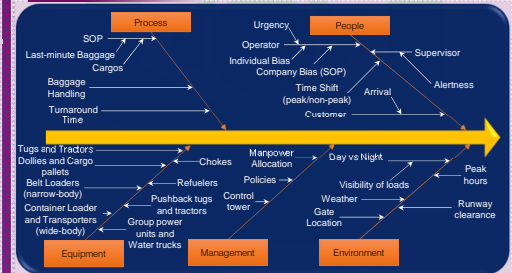 Process
SOP
Last-minute Baggage
Cargos
Baggage
Handling
Turnaround
Time
People
Urgency
Operator
Individual Bias
Company Bias (SOP)
Time Shift
(peak/non-peak)
Arrival
Customer
Supervisor
Alertness
Tugs and Tractors
Dollies and Cargo
pallets
Belt Loaders
(narrow-body)
Container Loader
and Transporters
(wide-body)
Chokes
Refuelers
Pushback tugs
and tractors
Group power
units and
Water trucks
Equipment
Manpower
Allocation
Policies
Control
tower
Management
Day vs Night
Visibility of loads
Weather
Gate
Location
Peak
hours
Runway
clearance
Environment